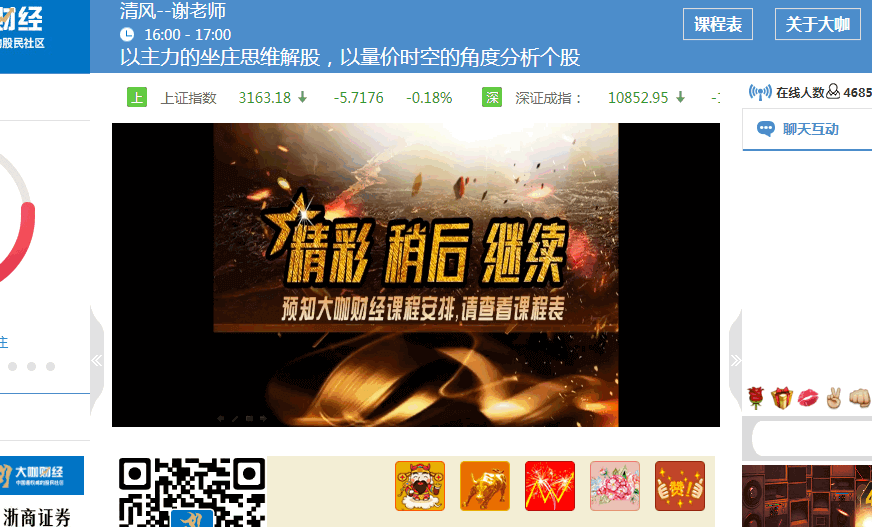 财经
的股民社区
清风--谢老师
16:00 - 17:00
以主力的坐庄思维解股，以量价时空的角度分析个股
课程表
关于大咖
上 上证指数 3163.18 -5.7176 -0.18%
深 深证成指： 10852.95
在线人数 4685
聊天互动
精彩 稍后 继续
预知大咖财经课程安排,请查看课程表
注
大咖财经
浙商证券
赞!